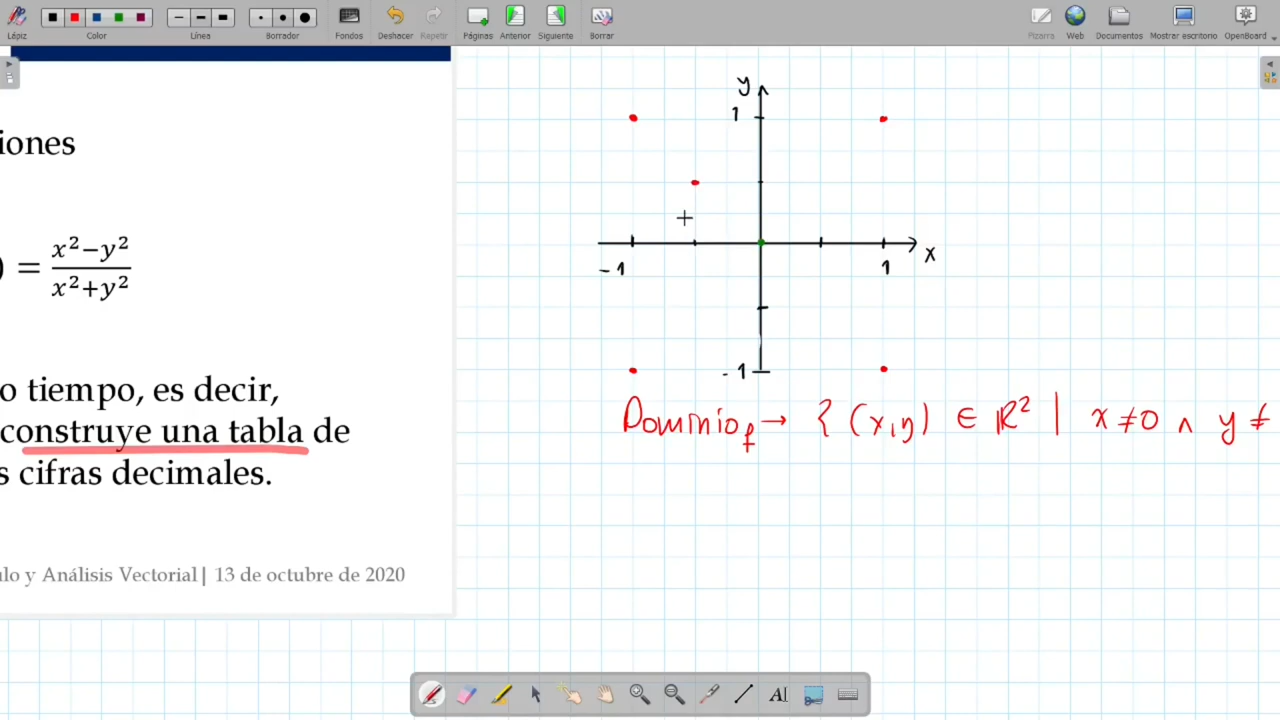 Lápiz Color Línea Borrador Fondos Deshacer Repetir Páginas Anterior Siguiente Borrar Pizarra Web Documentos Mostrar escritorio OpenBoard
iones
) = x²−y² / x²+y²
o tiempo, es decir,
construye una tabla de
s cifras decimales.
ulo y Análisis Vectorial| 13 de octubre de 2020
y
1
-1
1
x
-1
Dominio_f → { (x,y) ∈ ℝ² | x≠0 ∧ y≠
AI